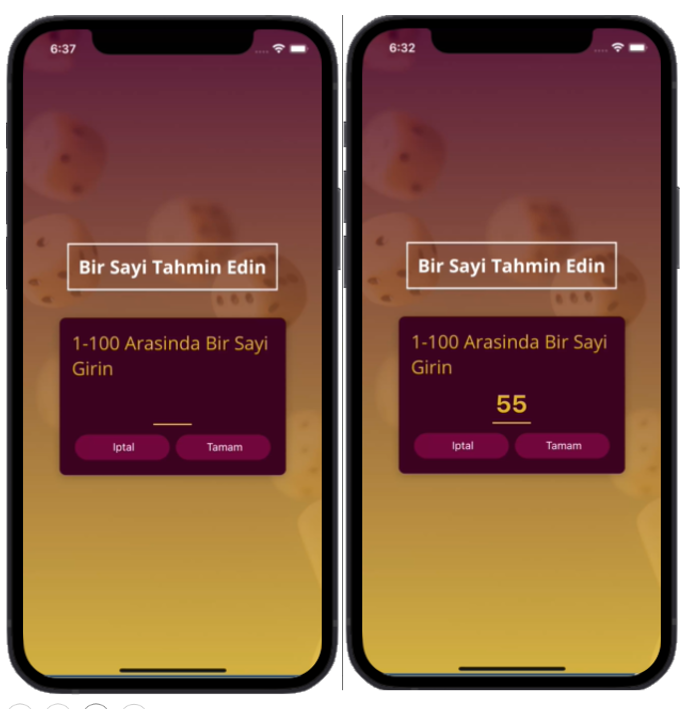 6:37
Bir Sayi Tahmin Edin
1-100 Arasinda Bir Sayi
Girin
Iptal
Tamam
6:32
Bir Sayi Tahmin Edin
1-100 Arasinda Bir Sayi
Girin
55
Iptal
Tamam